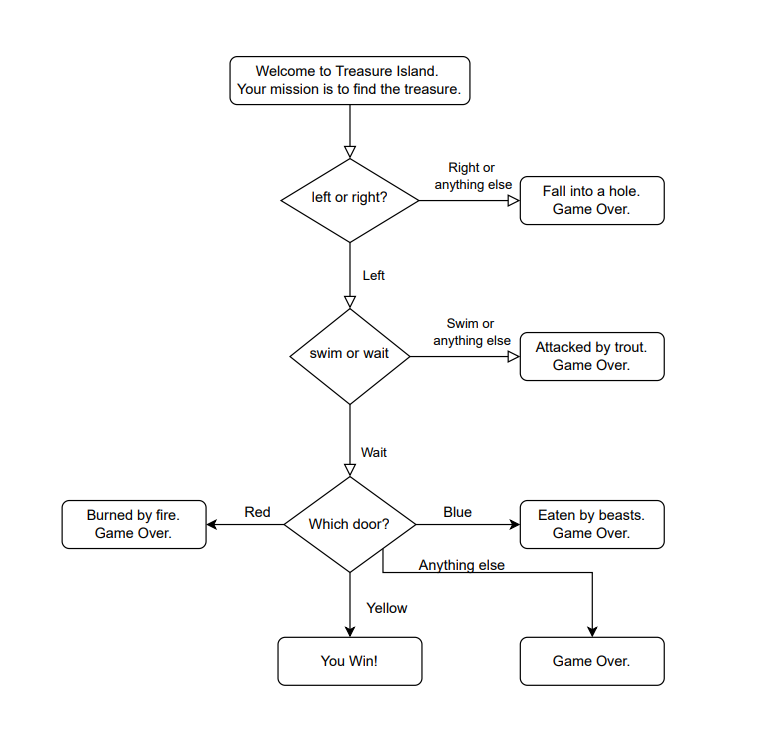 Welcome to Treasure Island.
Your mission is to find the treasure.
left or right?
Right or
anything else
Fall into a hole.
Game Over.
Left
swim or wait
Swim or
anything else
Attacked by trout.
Game Over.
Wait
Which door?
Red
Burned by fire.
Game Over.
Blue
Eaten by beasts.
Game Over.
Anything else
Game Over.
Yellow
You Win!